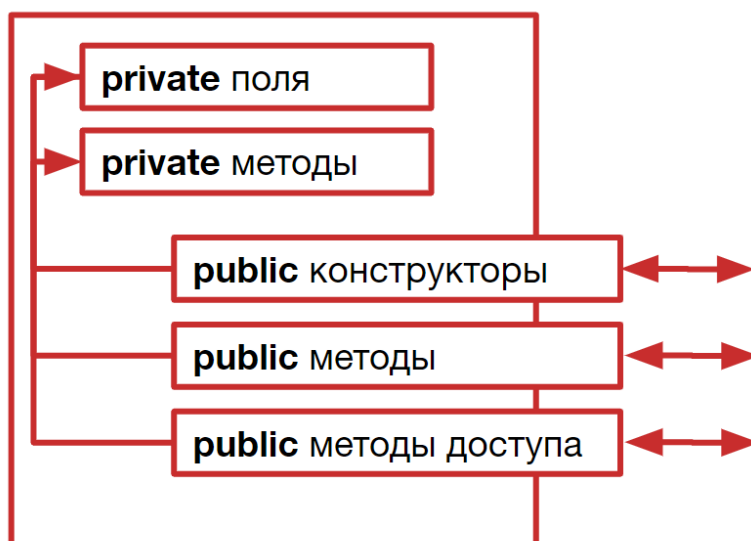 private поля
private методы
public конструкторы
public методы
public методы доступа